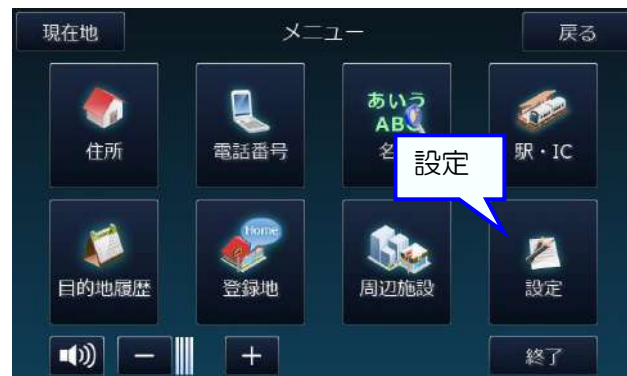 現在地
メニュー
戻る
住所
電話番号
あいう
AB
駅・IC
設定
Home
目的地履歴
登録地
周辺施設
設定
終了